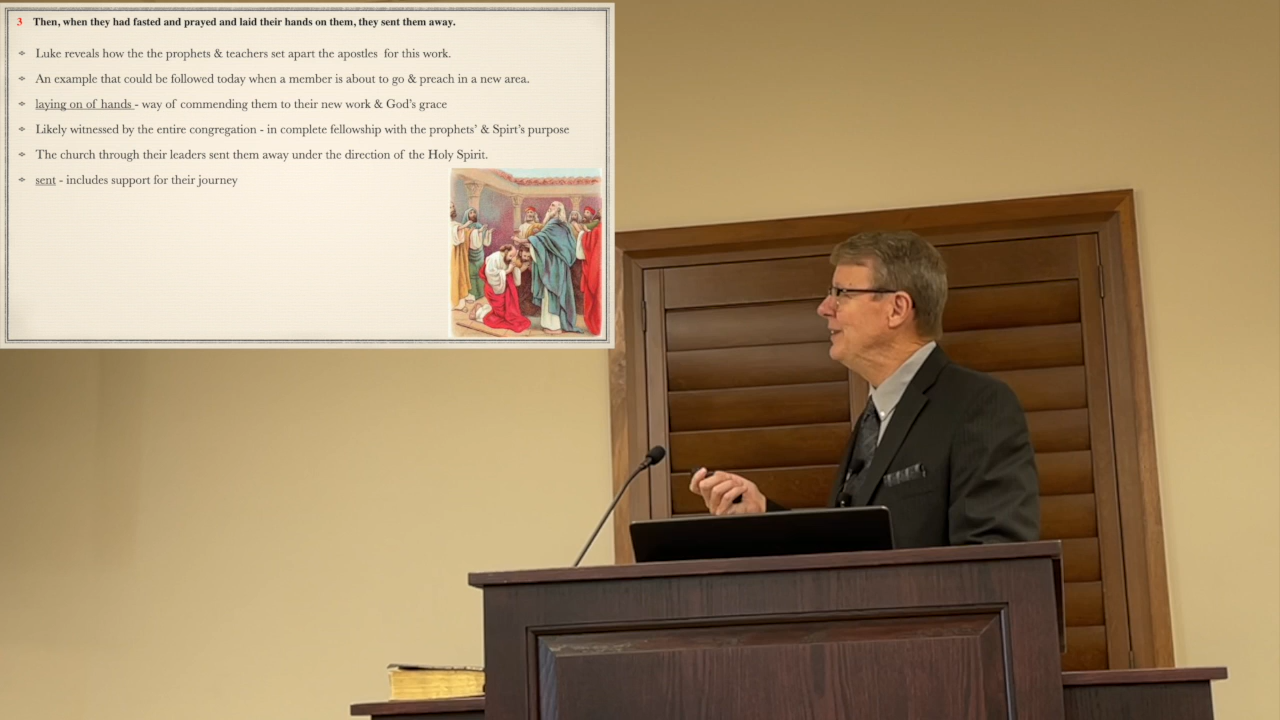 3 Then, when they had fasted and prayed and laid their hands on them, they sent them away.
Luke reveals how the the prophets & teachers set apart the apostles for this work.
An example that could be followed today when a member is about to go & preach in a new area.
laying on of hands - way of commending them to their new work & God's grace
Likely witnessed by the entire congregation - in complete fellowship with the prophets' & Spirt's purpose
The church through their leaders sent them away under the direction of the Holy Spirit.
sent - includes support for their journey